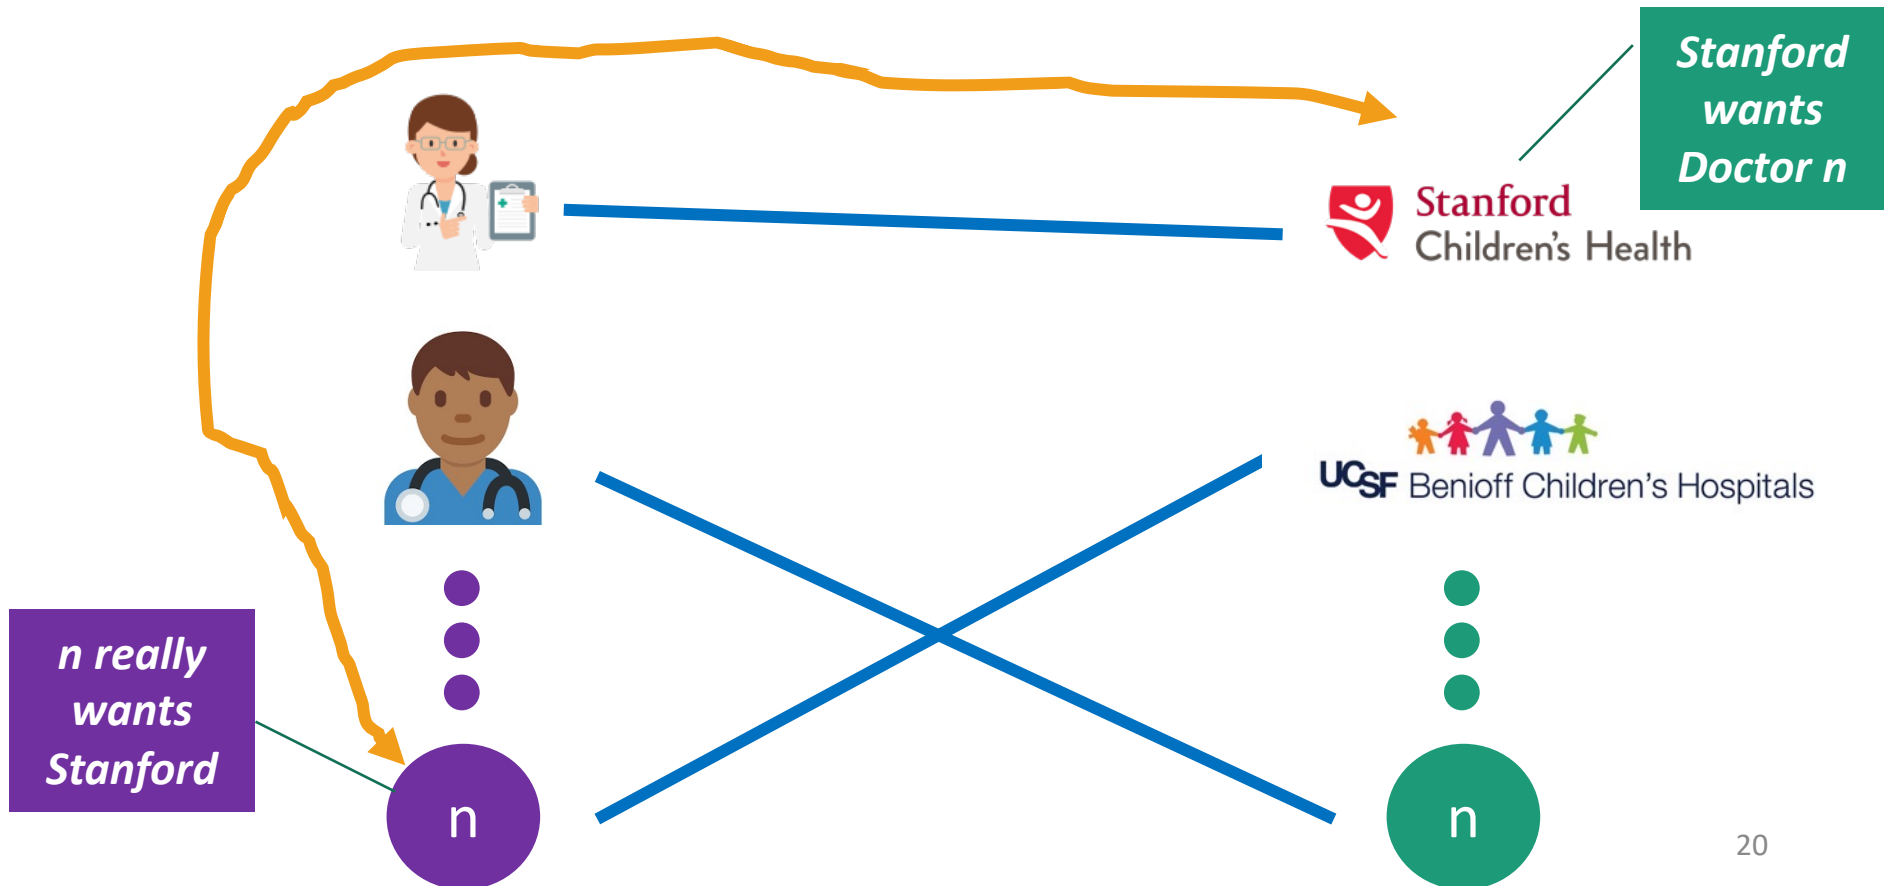 Stanford
wants
Doctor n
Stanford
Children's Health
UCSF Benioff Children's Hospitals
n really
wants
Stanford
n
n
20